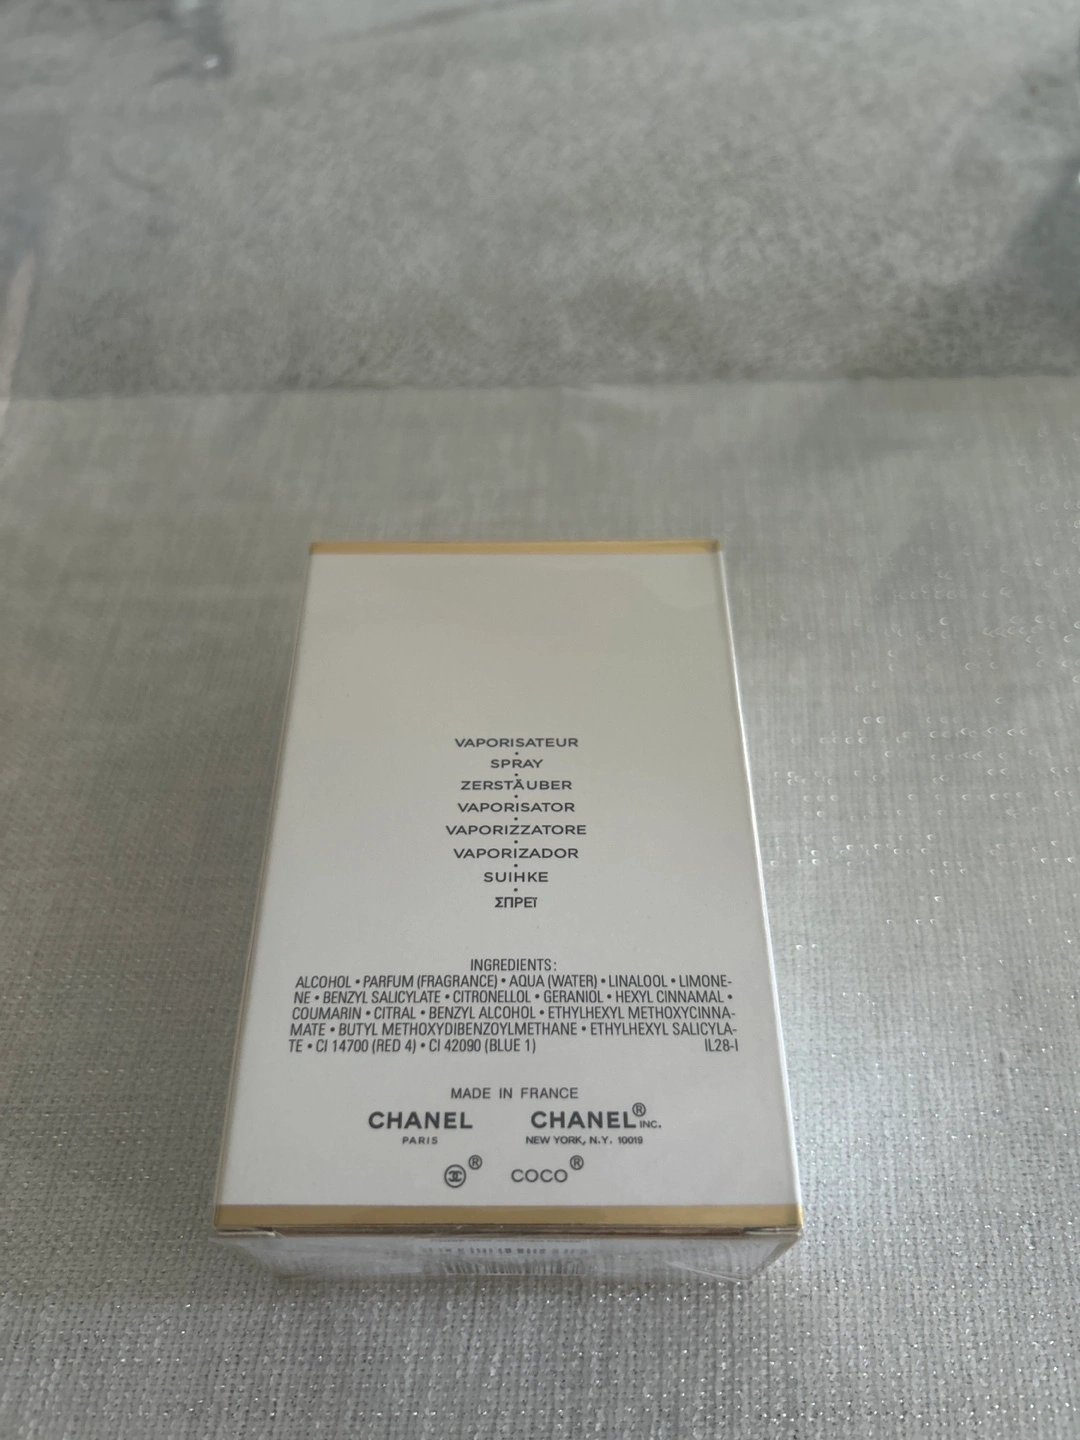 VAPORISATEUR
•
SPRAY
•
ZERSTÄUBER
•
VAPORISATOR
•
VAPORIZZATORE
•
VAPORIZADOR
•
SUIHKE
•
ΣΠΡΕΪ
INGREDIENTS:
ALCOHOL • PARFUM (FRAGRANCE) • AQUA (WATER) • LINALOOL • LIMONE-
NE • BENZYL SALICYLATE • CITRONELLOL • GERANIOL • HEXYL CINNAMAL •
COUMARIN • CITRAL • BENZYL ALCOHOL • ETHYLHEXYL METHOXYCINNA-
MATE • BUTYL METHOXYDIBENZOYLMETHANE • ETHYLHEXYL SALICYLA-
TE • CI 14700 (RED 4) • CI 42090 (BLUE 1) IL28-I
MADE IN FRANCE
CHANEL CHANEL® INC.
PARIS NEW YORK, N.Y. 10019
® COCO®